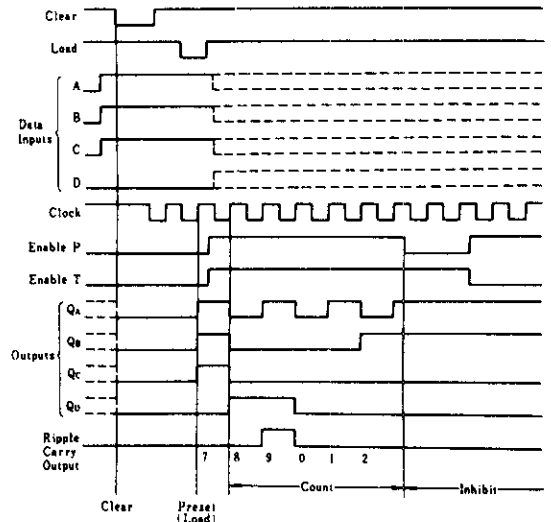 Clear
Load
A
B
Data
Inputs
C
D
Clock
Enable P
Enable T
QA
QB
Outputs
QC
QD
Ripple
Carry
Output
7 8 9 0 1 2
Count
Inhibit
Clear
Preset
(Load)